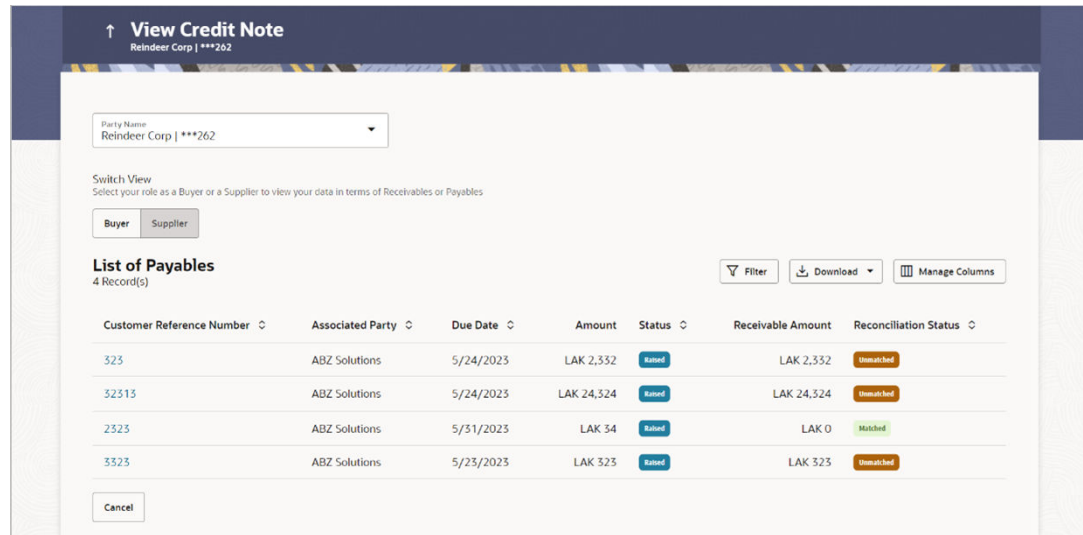 View Credit Note
Reindeer Corp | ***262
Party Name
Reindeer Corp | ***262
Switch View
Select your role as a Buyer or a Supplier to view your data in terms of Receivables or Payables
Buyer Supplier
List of Payables
4 Record(s)
Filter Download Manage Columns
Customer Reference Number Associated Party Due Date Amount Status Receivable Amount Reconciliation Status
323 ABZ Solutions 5/24/2023 LAK 2,332 Raised LAK 2,332 Unmatched
32313 ABZ Solutions 5/24/2023 LAK 24,324 Raised LAK 24,324 Unmatched
2323 ABZ Solutions 5/31/2023 LAK 34 Raised LAK 0 Matched
3323 ABZ Solutions 5/23/2023 LAK 323 Raised LAK 323 Unmatched
Cancel